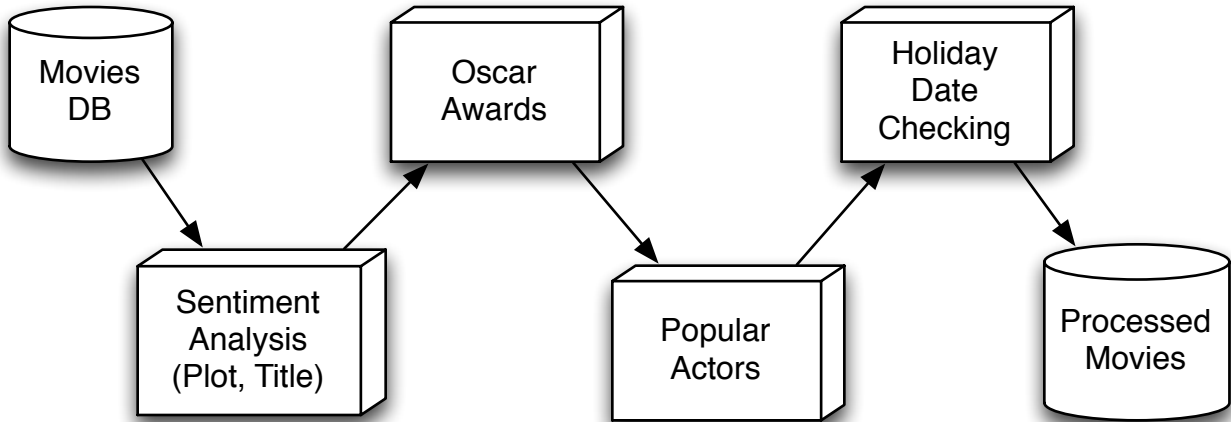 Movies
DB
Sentiment
Analysis
(Plot, Title)
Oscar
Awards
Popular
Actors
Holiday
Date
Checking
Processed
Movies